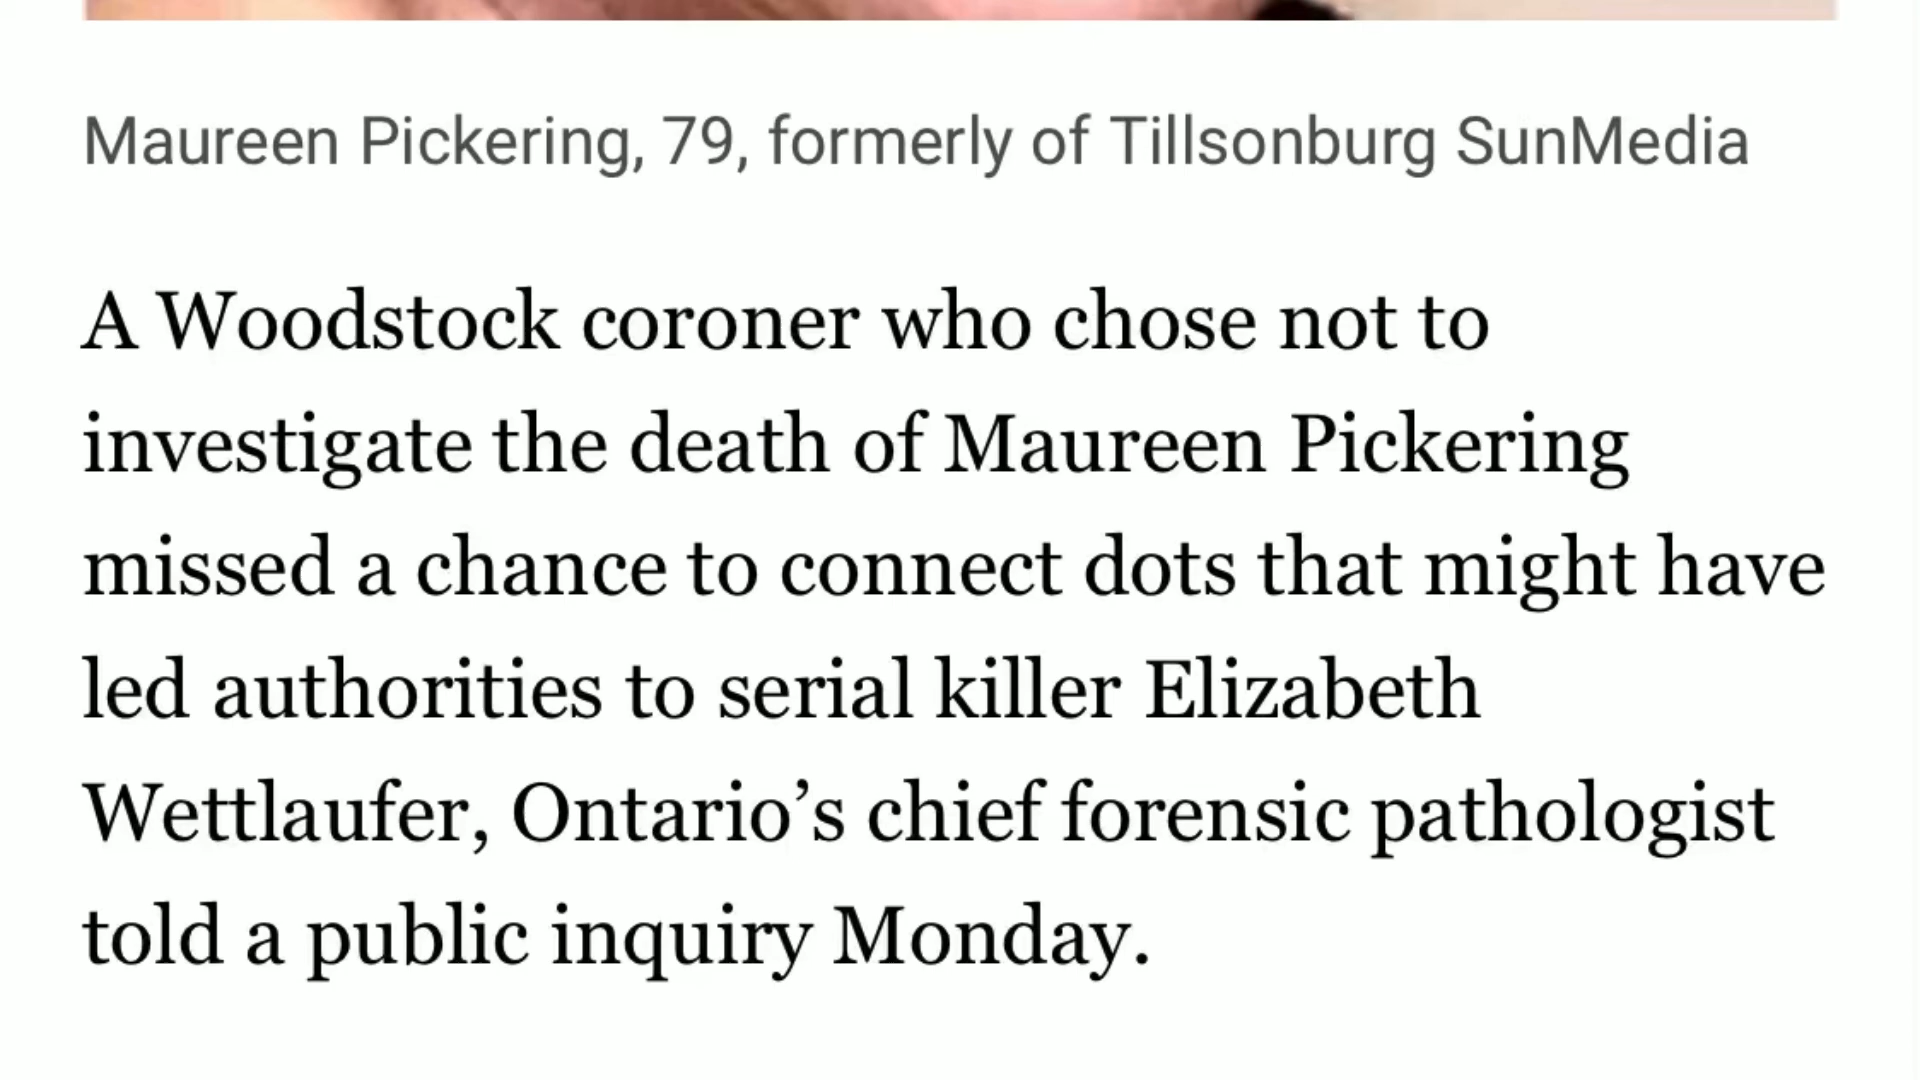 Maureen Pickering, 79, formerly of Tillsonburg SunMedia
A Woodstock coroner who chose not to
investigate the death of Maureen Pickering
missed a chance to connect dots that might have
led authorities to serial killer Elizabeth
Wettlaufer, Ontario’s chief forensic pathologist
told a public inquiry Monday.